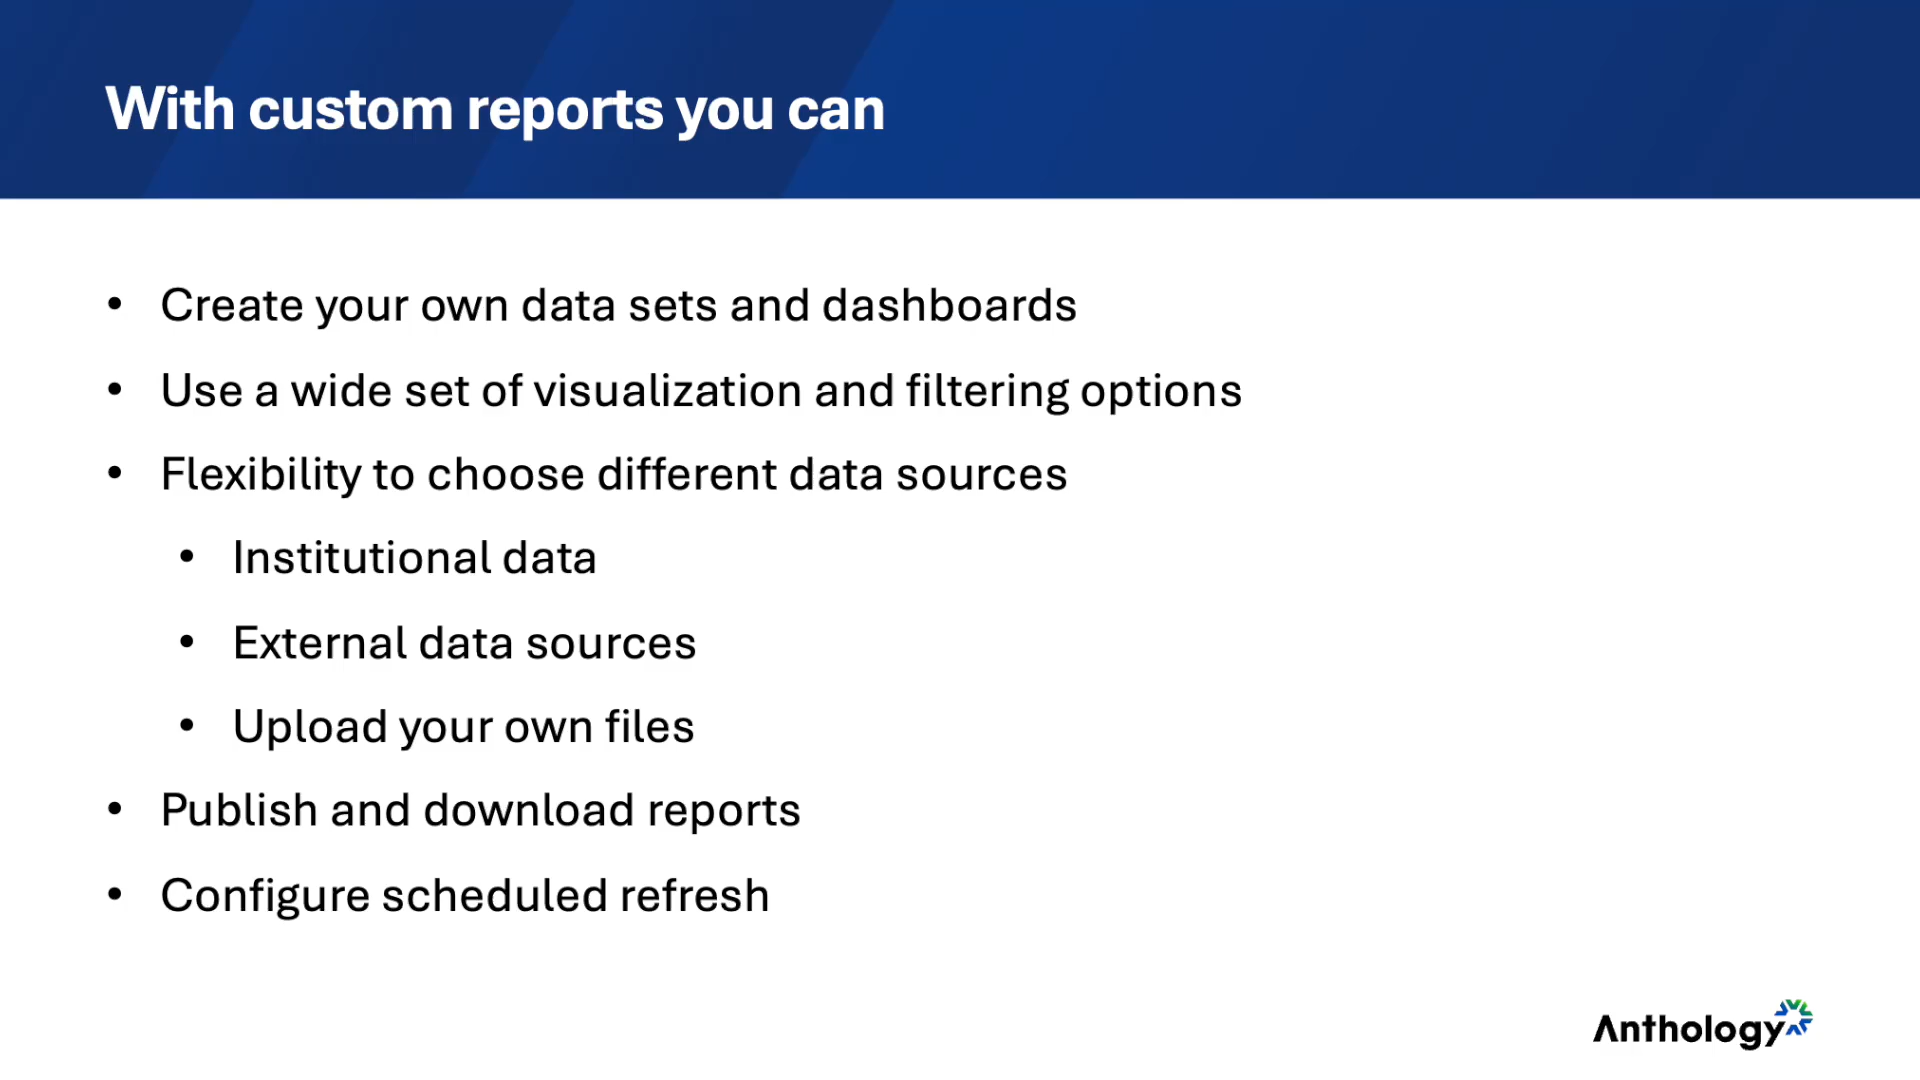 With custom reports you can
• Create your own data sets and dashboards
• Use a wide set of visualization and filtering options
• Flexibility to choose different data sources
• Institutional data
• External data sources
• Upload your own files
• Publish and download reports
• Configure scheduled refresh
Anthology